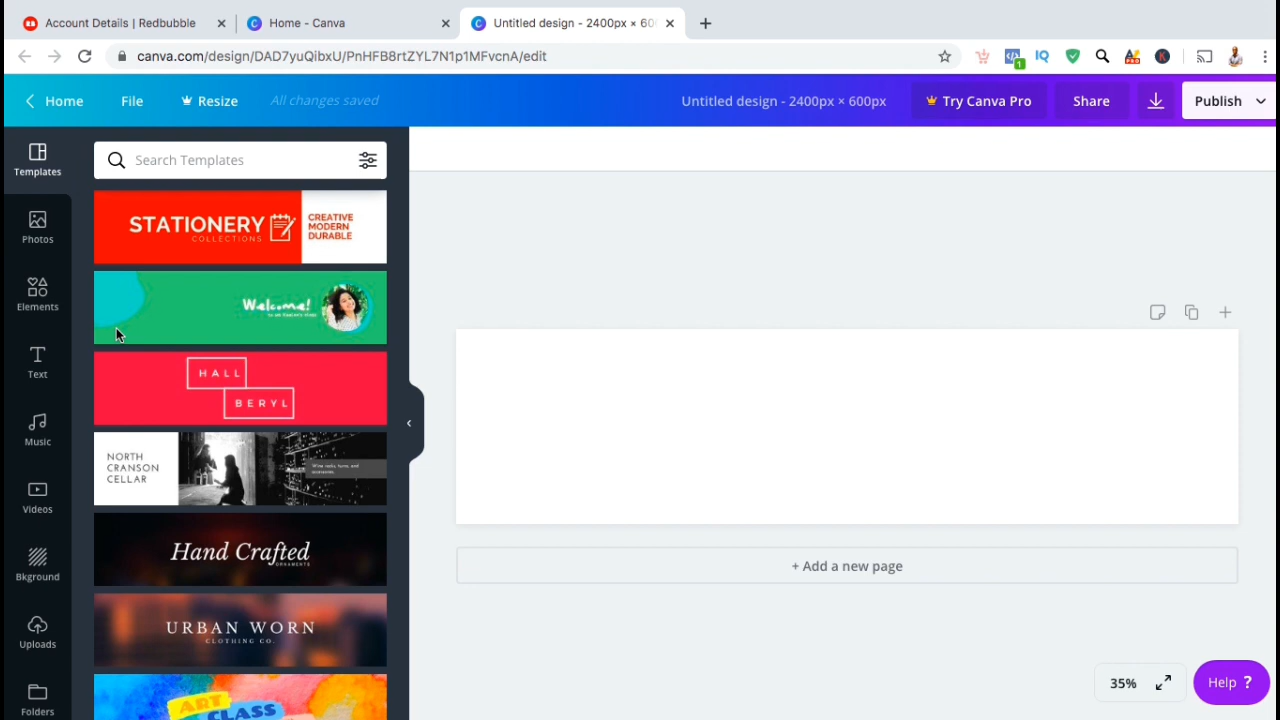 Account Details | Redbubble
Home - Canva
Untitled design - 2400px × 60
canva.com/design/DAD7yuQibxU/PnHFB8rtZYL7N1p1MFvcnA/edit
1
IQ
K
Home
File
Resize
All changes saved
Untitled design - 2400px × 600px
Try Canva Pro
Share
Publish
Templates
Photos
Elements
Text
Music
Videos
Bkground
Uploads
Folders
Search Templates
STATIONERY
COLLECTIONS
CREATIVE
MODERN
DURABLE
Welcome!
HALL
BERYL
NORTH
CRANSON
CELLAR
Hand Crafted
ORNAMENTS
URBAN WORN
CLOTHING CO.
ART
CLASS
+ Add a new page
35%
Help ?